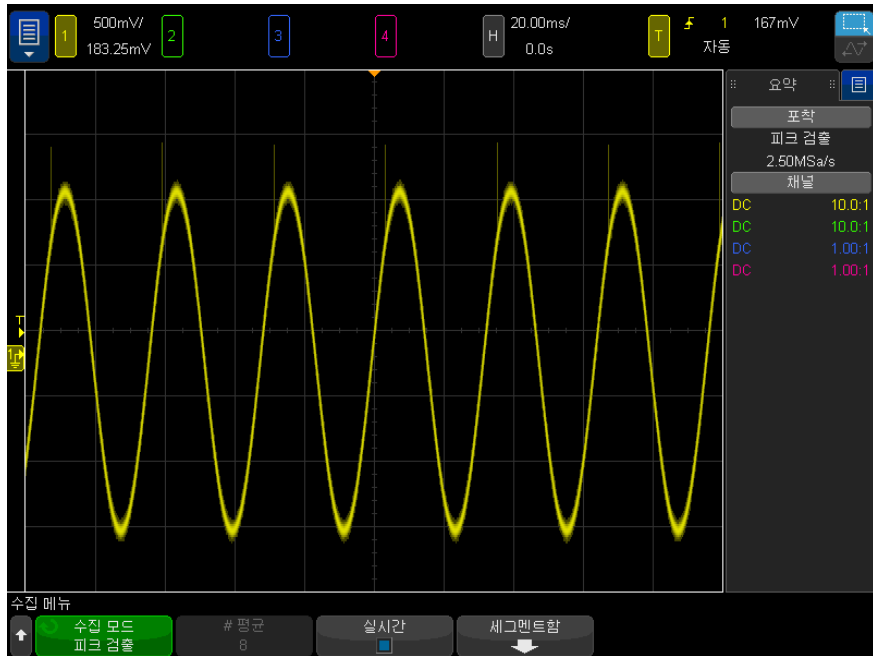 1
500mV/
183.25mV
2
3
4
H
20.00ms/
0.0s
T
1
167mV
자동
요약
포착
피크 검출
2.50MSa/s
채널
DC 10.0:1
DC 10.0:1
DC 1.00:1
DC 1.00:1
T
1
수집 메뉴
수집 모드
피크 검출
# 평균
8
실시간
세그멘트함